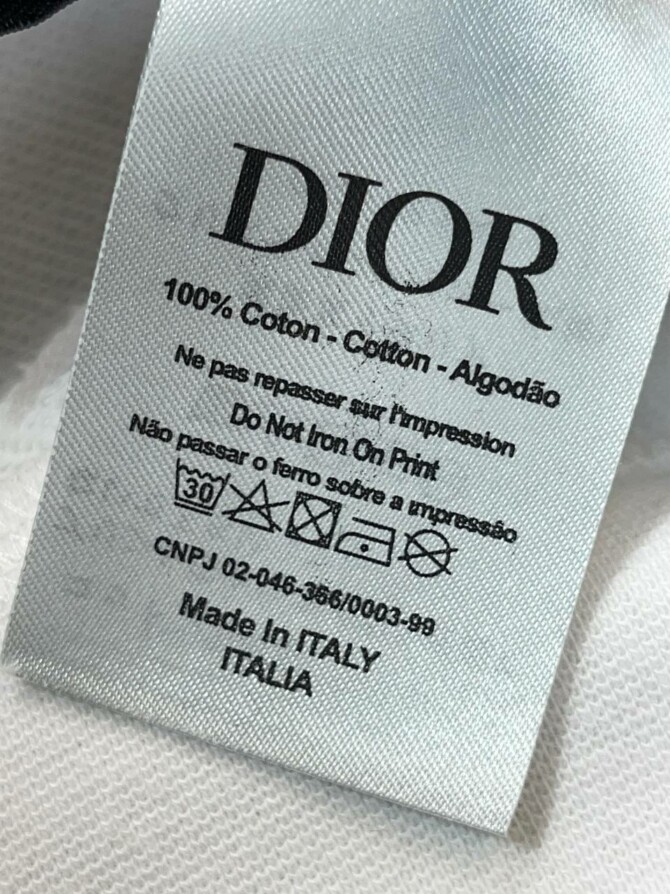 DIOR
100% Coton - Cotton - Algodão
Ne pas repasser sur l'impression
Do Not Iron On Print
Não passar o ferro sobre a impressão
30
CNPJ 02-046-366/0003-99
Made In ITALY
ITALIA